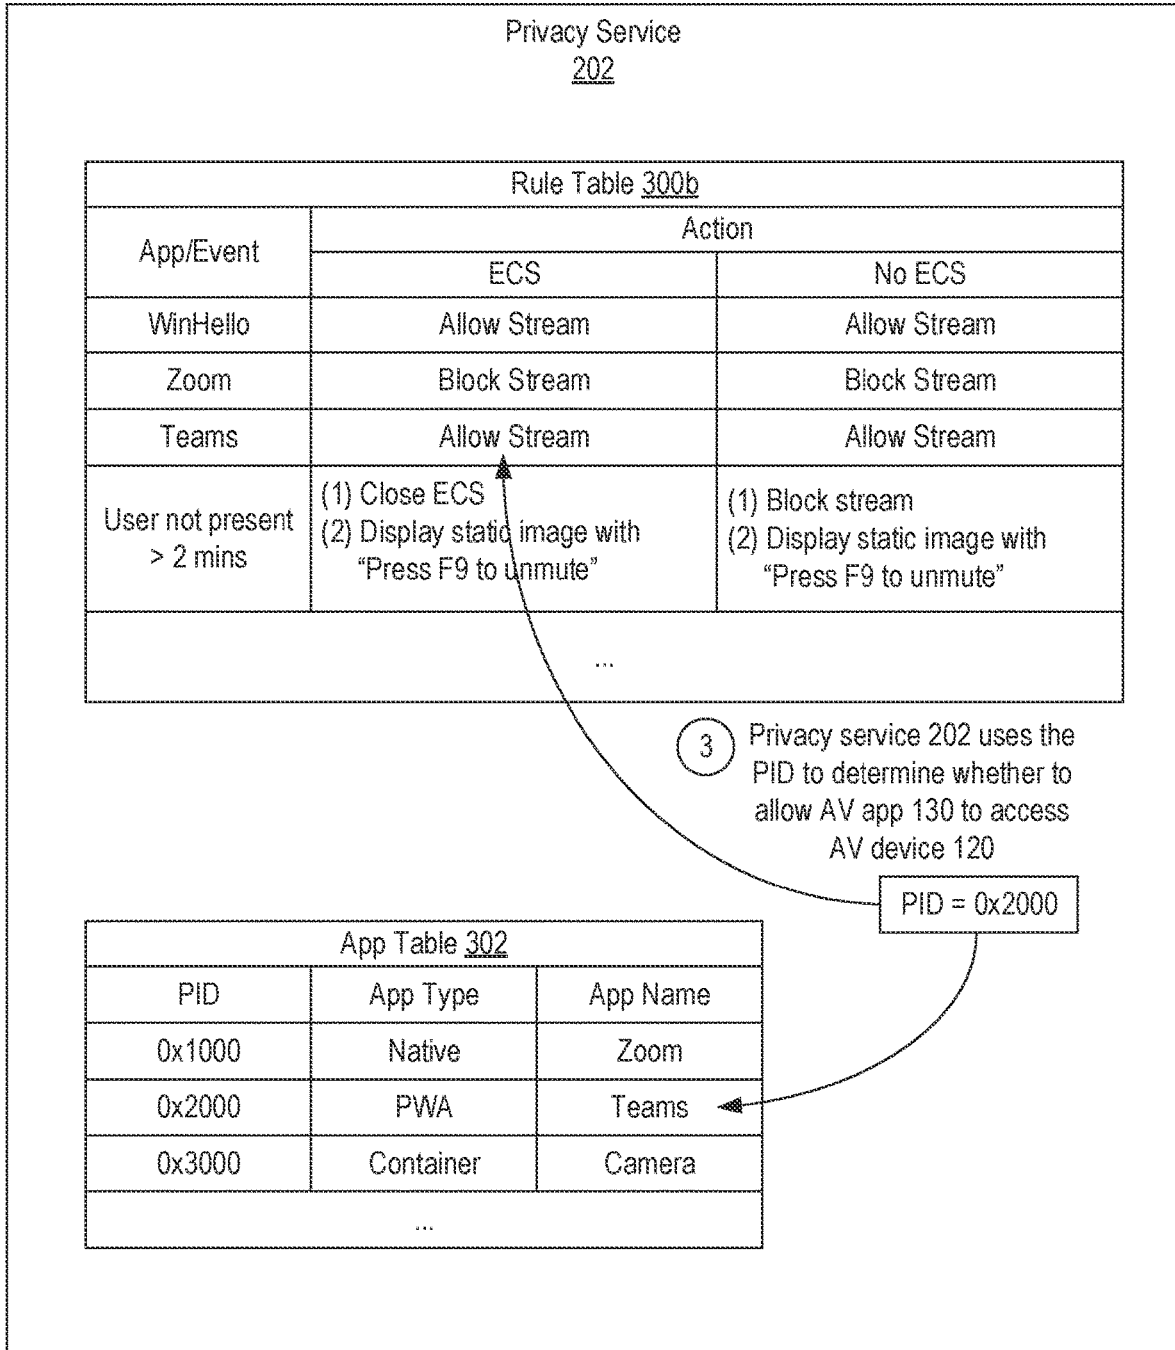 Privacy Service
202
Rule Table 300b
App/Event
Action
ECS
No ECS
WinHello
Allow Stream
Allow Stream
Zoom
Block Stream
Block Stream
Teams
Allow Stream
Allow Stream
User not present
> 2 mins
(1) Close ECS
(2) Display static image with
“Press F9 to unmute”
(1) Block stream
(2) Display static image with
“Press F9 to unmute”
...
3
Privacy service 202 uses the
PID to determine whether to
allow AV app 130 to access
AV device 120
PID = 0x2000
App Table 302
PID
App Type
App Name
0x1000
Native
Zoom
0x2000
PWA
Teams
0x3000
Container
Camera
...